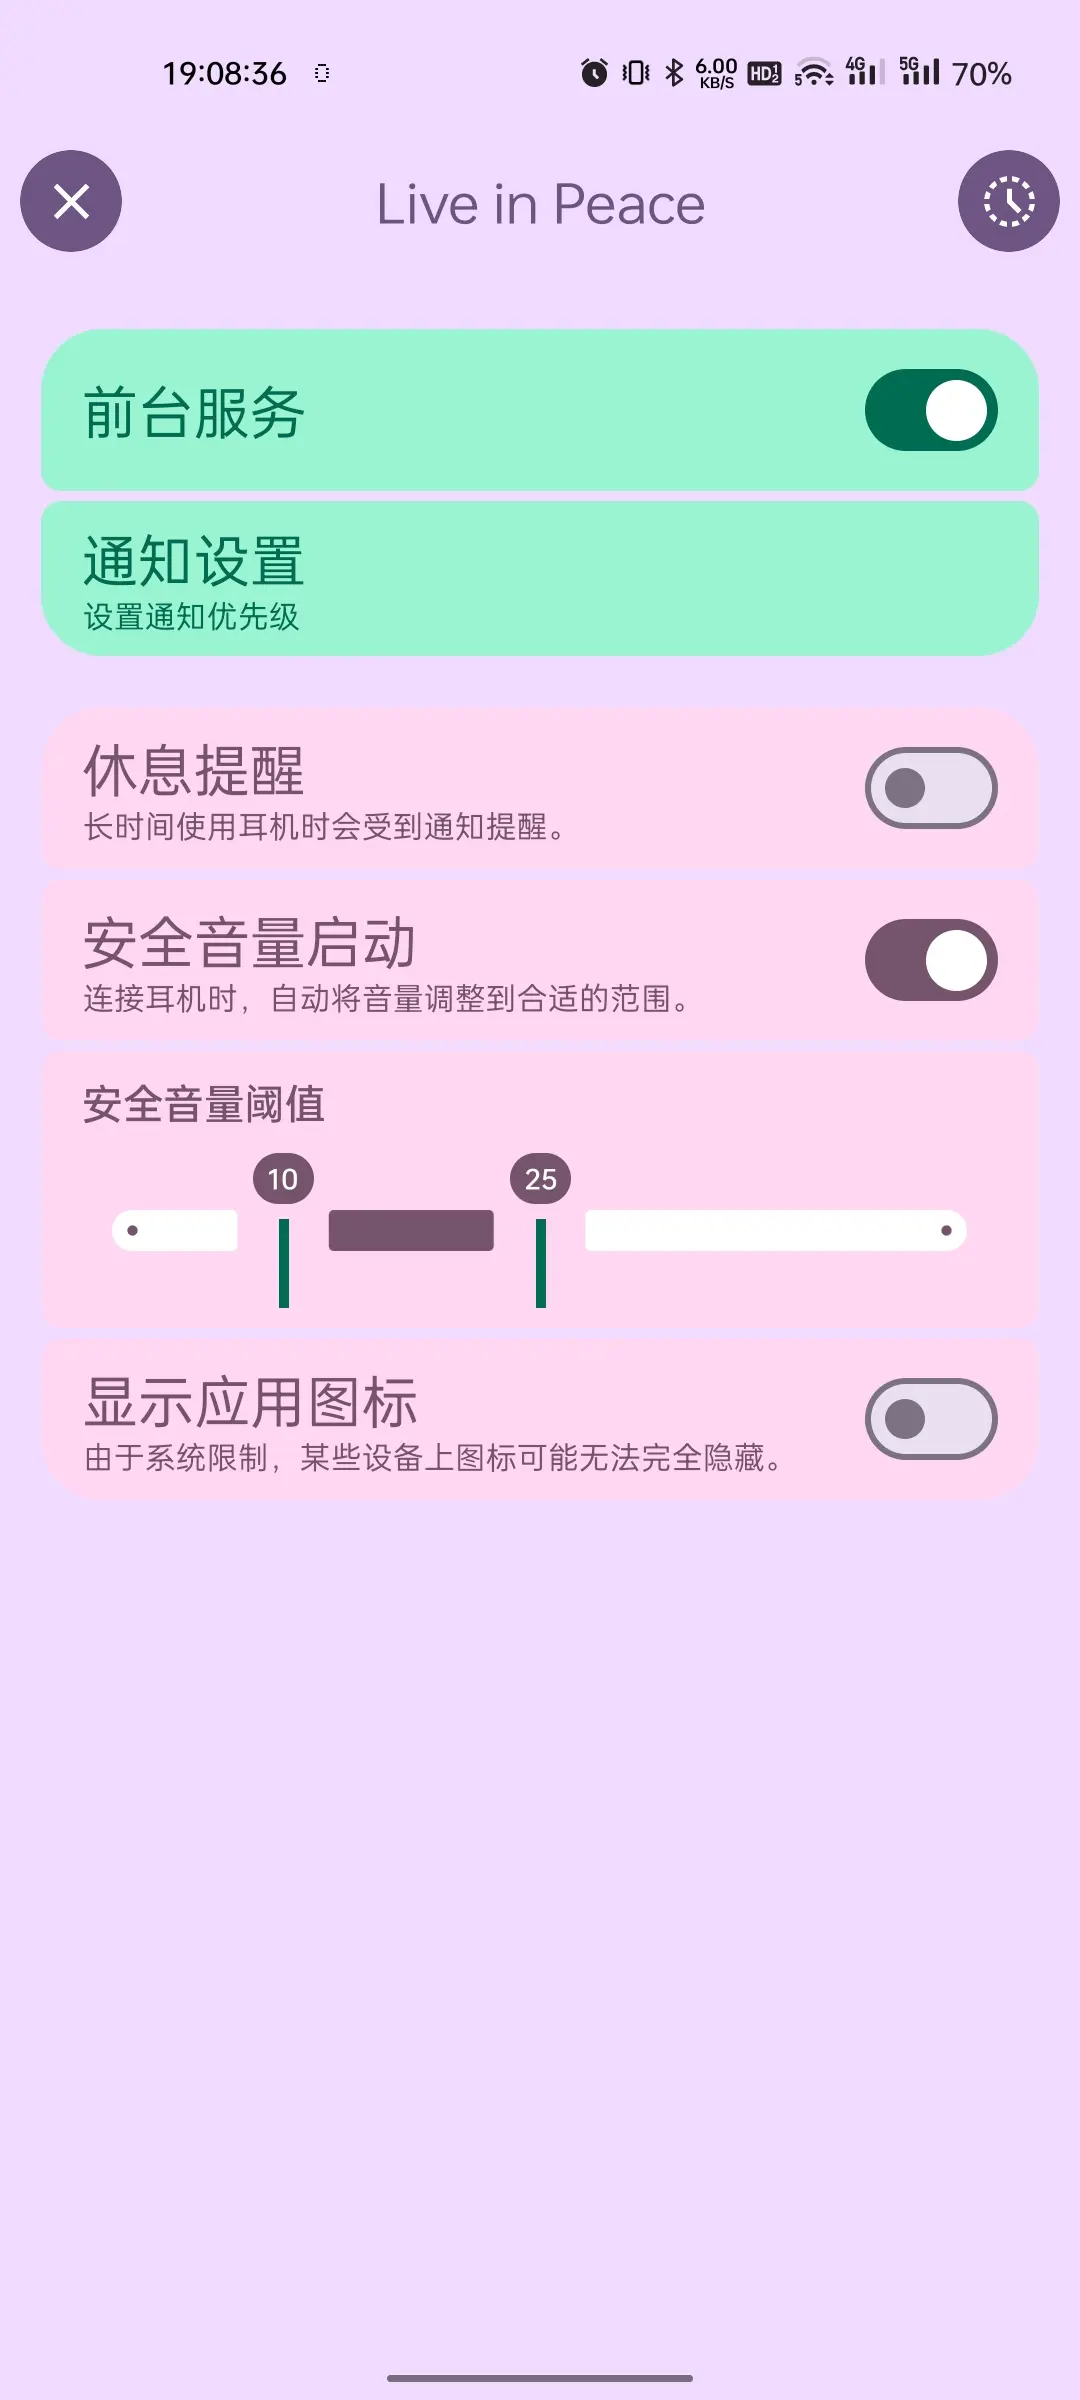 19:08:36
6.00 KB/S HD 1 2 5 4G 5G 70%
Live in Peace
前台服务
通知设置
设置通知优先级
休息提醒
长时间使用耳机时会受到通知提醒。
安全音量启动
连接耳机时，自动将音量调整到合适的范围。
安全音量阈值
10 25
显示应用图标
由于系统限制，某些设备上图标可能无法完全隐藏。